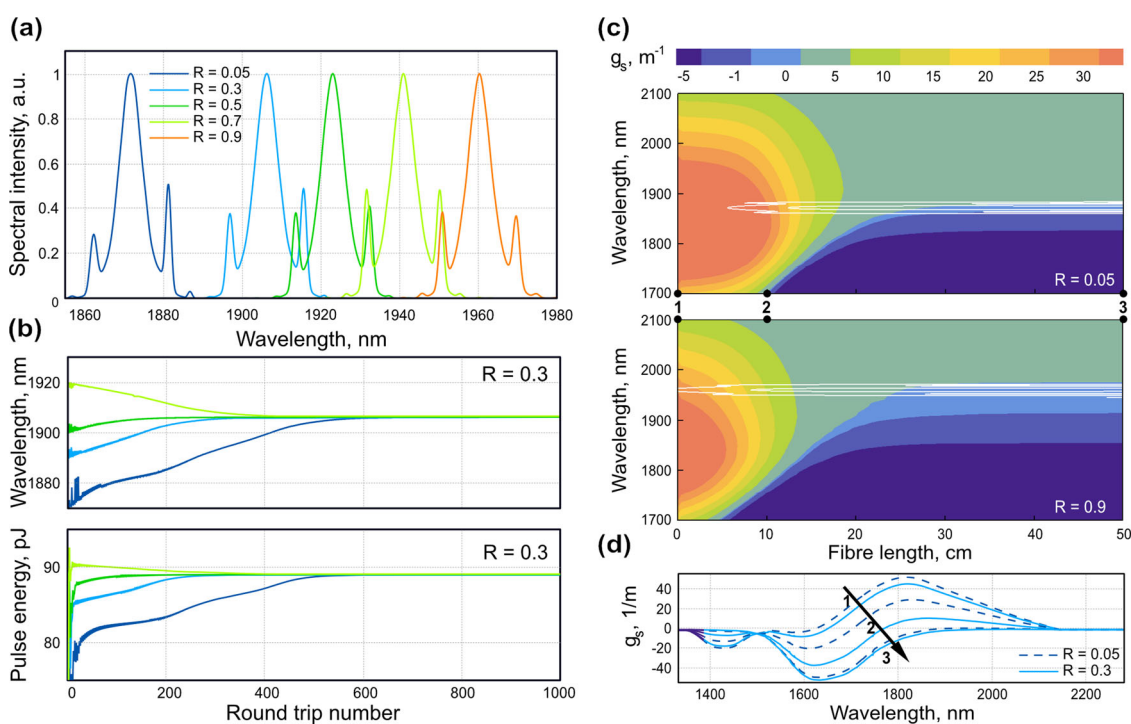 (a)
Spectral intensity, a.u.
1
0.8
0.6
0.4
0.2
0
R = 0.05
R = 0.3
R = 0.5
R = 0.7
R = 0.9
1860 1880 1900 1920 1940 1960 1980
Wavelength, nm
(b)
Wavelength, nm
1920
1900
1880
R = 0.3
Pulse energy, pJ
90
80
R = 0.3
0 200 400 600 800 1000
Round trip number
(c)
gₛ, m⁻¹
-5 -1 0 5 10 15 20 25 30
Wavelength, nm
2100
2000
1900
1800
1700
R = 0.05
1 2 3
Wavelength, nm
2100
2000
1900
1800
1700
R = 0.9
0 10 20 30 40 50
Fibre length, cm
(d)
gₛ, 1/m
40
20
0
-20
-40
1
2
3
R = 0.05
R = 0.3
1400 1600 1800 2000 2200
Wavelength, nm